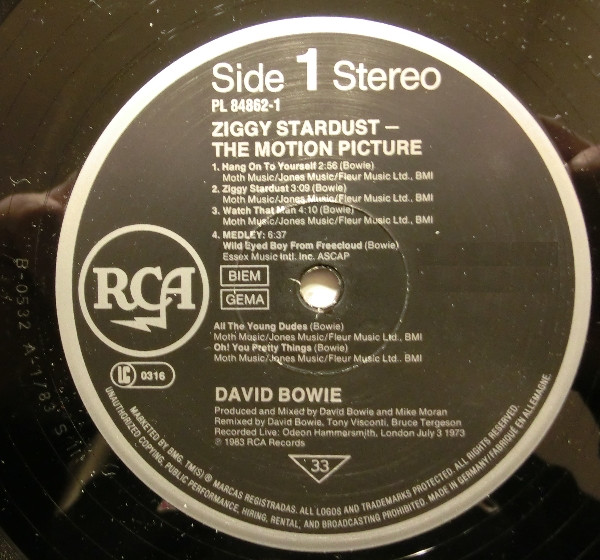 Side 1 Stereo
PL 84862-1
ZIGGY STARDUST –
THE MOTION PICTURE
1. Hang On To Yourself 2:56 (Bowie)
Moth Music/Jones Music/Fleur Music Ltd., BMI
2. Ziggy Stardust 3:09 (Bowie)
Moth Music/Jones Music/Fleur Music Ltd., BMI
3. Watch That Man 4:10 (Bowie)
Moth Music/Jones Music/Fleur Music Ltd., BMI
4. MEDLEY: 6:37
Wild Eyed Boy From Freecloud (Bowie)
Essex Music Intl. Inc. ASCAP
BIEM
GEMA
RCA
All The Young Dudes (Bowie)
Moth Music/Jones Music/Fleur Music Ltd., BMI
Oh! You Pretty Things (Bowie)
Moth Music/Jones Music/Fleur Music Ltd., BMI
LC 0316
DAVID BOWIE
Produced and Mixed by David Bowie and Mike Moran
Remixed by David Bowie, Tony Visconti, Bruce Tergeson
Recorded Live: Odeon Hammersmith, London July 3 1973
℗ 1983 RCA Records
33
MARKETED BY BMG. TM(S)® MARCAS REGISTRADAS. ALL LOGOS AND TRADEMARKS PROTECTED. ALL RIGHTS RESERVED.
UNAUTHORIZED COPYING, PUBLIC PERFORMANCE, HIRING, RENTAL, AND BROADCASTING PROHIBITED. MADE IN GERMANY/FABRIQUÉ EN ALLEMAGNE.
B-0532 A-1/83 S